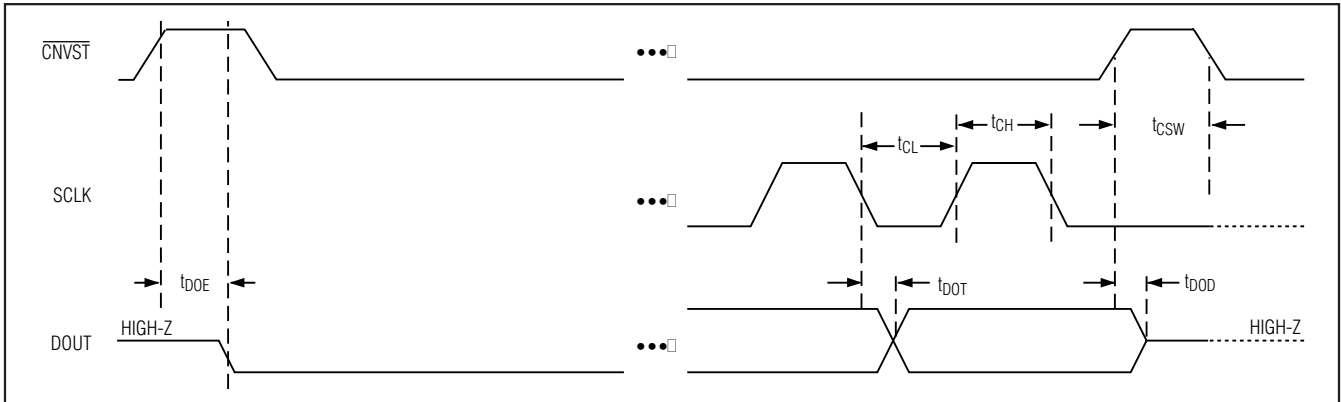 CNVST
•••
tCH
tCL
tCSW
SCLK
•••
tDOE
tDOT
tDOD
HIGH-Z
HIGH-Z
DOUT
•••